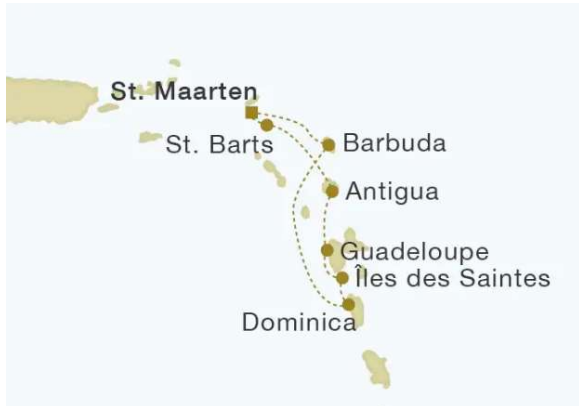 St. Maarten
St. Barts
Barbuda
Antigua
Guadeloupe
Îles des Saintes
Dominica